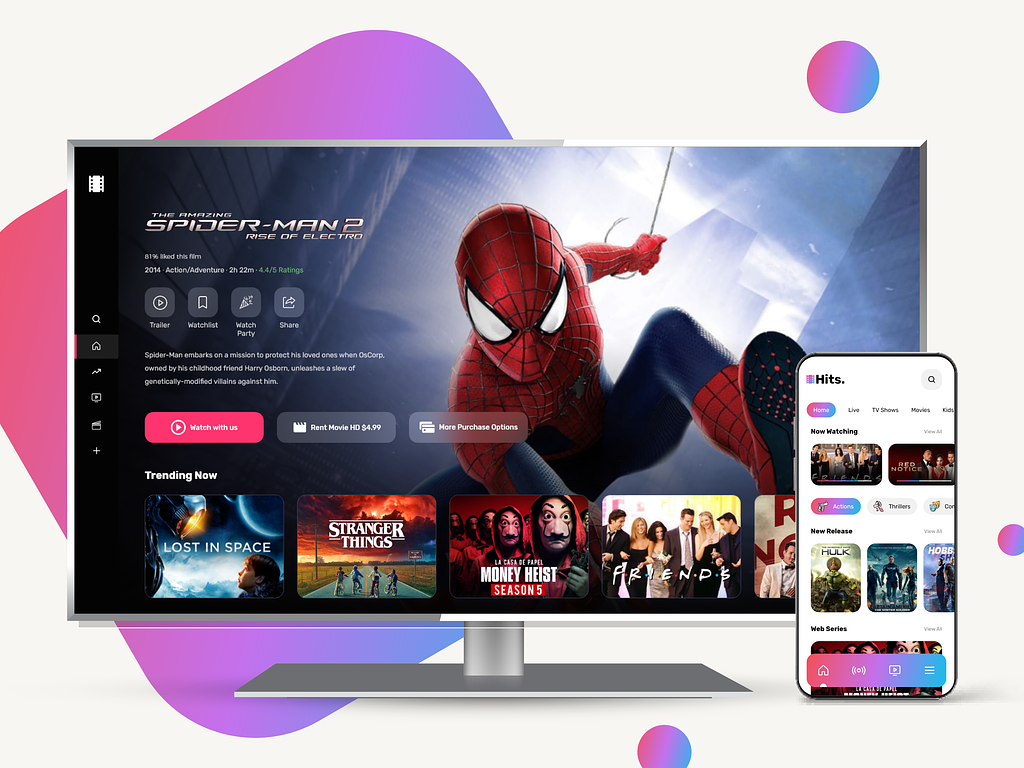 THE AMAZING
SPIDER-MAN 2
RISE OF ELECTRO
81% liked this film
2014 · Action/Adventure · 2h 22m · 4.4/5 Ratings
Trailer
Watchlist
Watch
Party
Share
Spider-Man embarks on a mission to protect his loved ones when OsCorp,
owned by his childhood friend Harry Osborn, unleashes a slew of
genetically-modified villains against him.
Watch with us
Rent Movie HD $4.99
More Purchase Options
Trending Now
LOST IN SPACE
STRANGER
THINGS
LA CASA DE PAPEL
MONEY HEIST
SEASON 5
F·R·I·E·N·D·S
Hits.
Home
Live
TV Shows
Movies
Kids
Now Watching
View All
FRIENDS
RED
NOTICE
Actions
Thrillers
New Release
View All
HULK
HOBB
Web Series
View All
LA CASA DE PAPEL